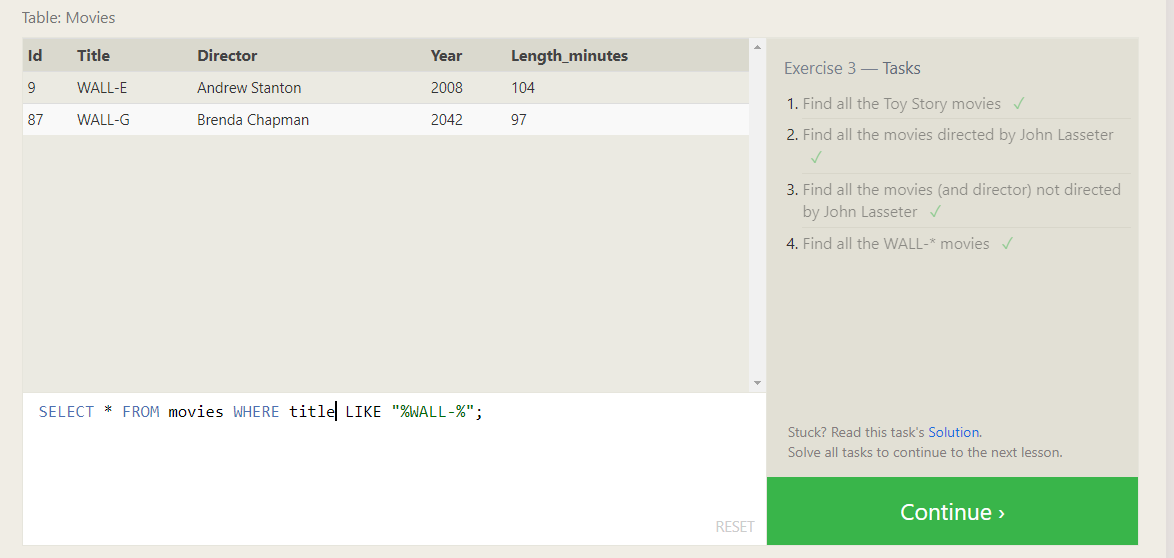 Table: Movies
Id Title Director Year Length_minutes
9 WALL-E Andrew Stanton 2008 104
87 WALL-G Brenda Chapman 2042 97
SELECT * FROM movies WHERE title LIKE "%WALL-%";
RESET
Exercise 3 — Tasks
1. Find all the Toy Story movies ✓
2. Find all the movies directed by John Lasseter
✓
3. Find all the movies (and director) not directed
by John Lasseter ✓
4. Find all the WALL-* movies ✓
Stuck? Read this task's Solution.
Solve all tasks to continue to the next lesson.
Continue ›